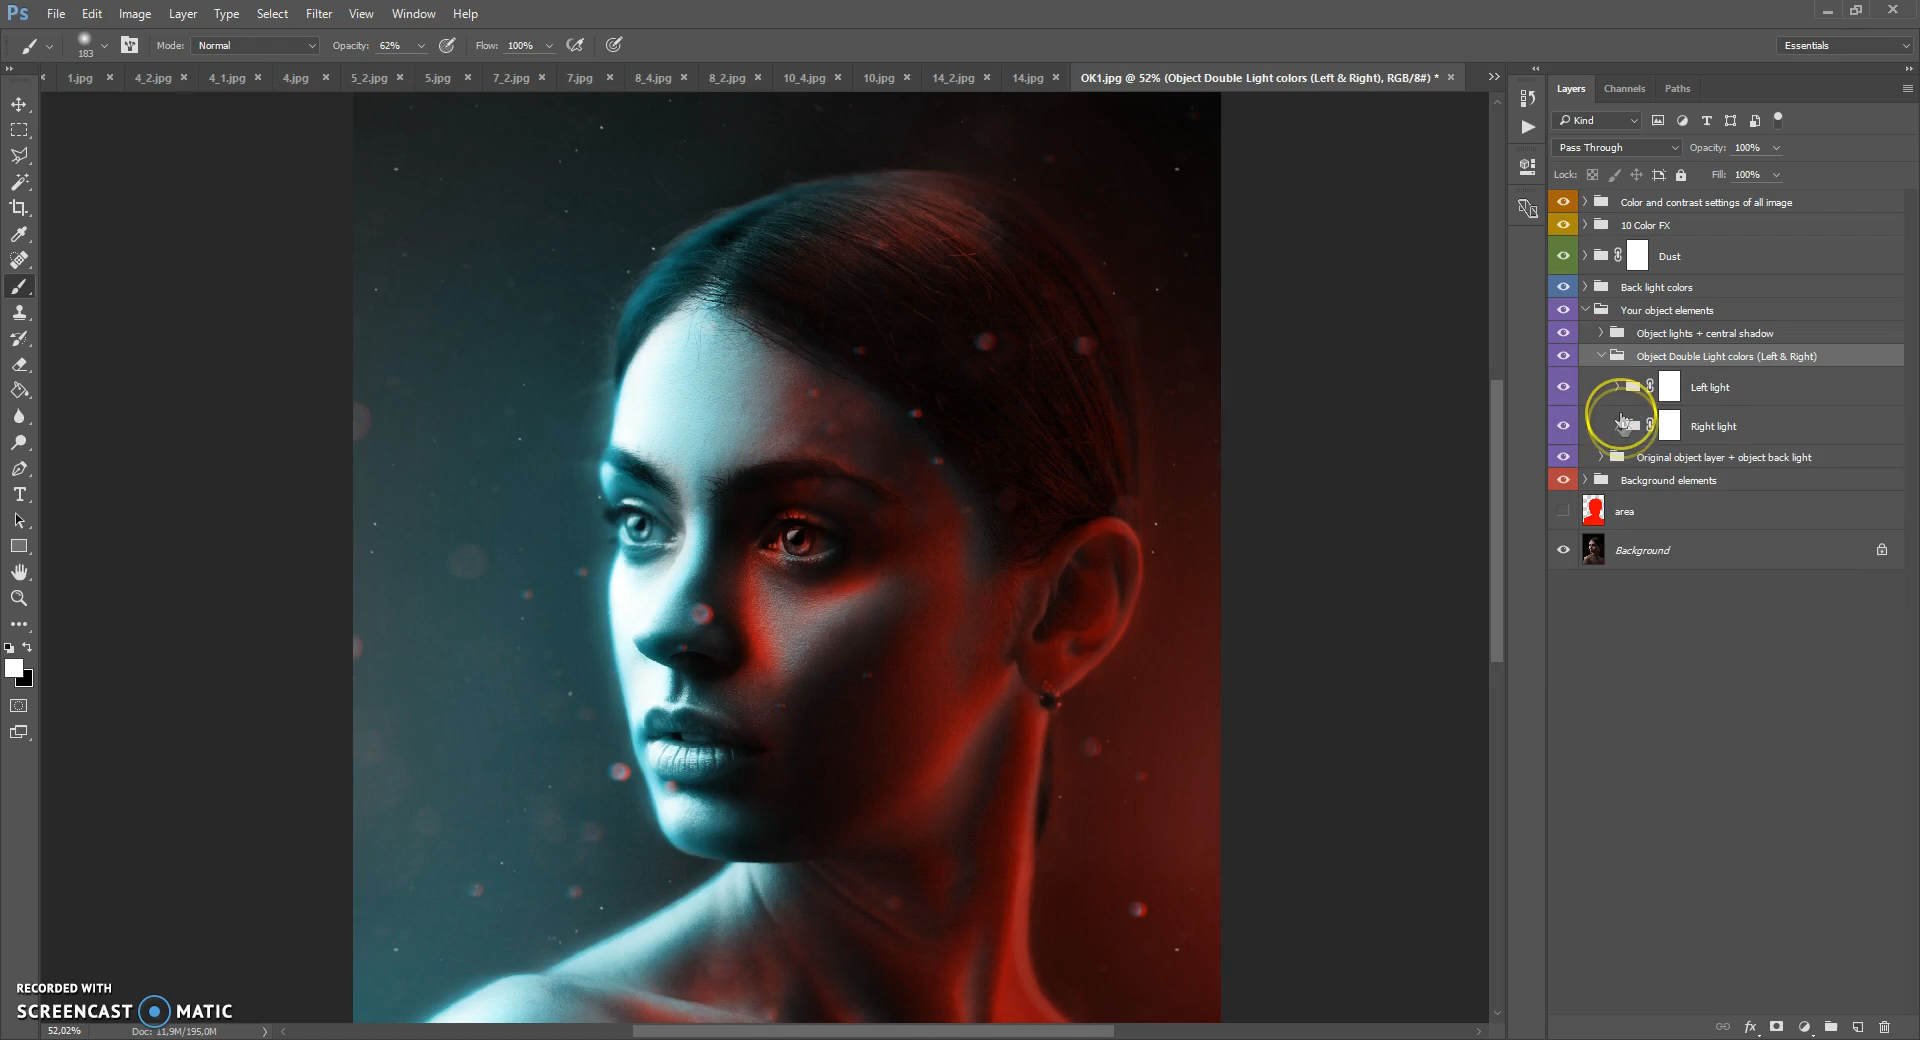 Ps File Edit Image Layer Type Select Filter 3D View Window Help
183 Mode: Normal Opacity: 62% Flow: 100% Essentials
1.jpg × 4_2.jpg × 4_1.jpg × 4.jpg × 5_2.jpg × 5.jpg × 7_2.jpg × 7.jpg × 8_4.jpg × 8_2.jpg × 10_4.jpg × 10.jpg × 14_2.jpg × 14.jpg × OK1.jpg @ 52% (Object Double Light colors (Left & Right), RGB/8#) * ×
Layers Channels Paths
Kind
Pass Through Opacity: 100%
Lock: Fill: 100%
Color and contrast settings of all image
10 Color FX
Dust
Back light colors
Your object elements
Object lights + central shadow
Object Double Light colors (Left & Right)
Left light
Right light
Original object layer + object back light
Background elements
area
Background
RECORDED WITH
SCREENCAST MATIC
52,02% Doc: 11,9M/195,0M
fx